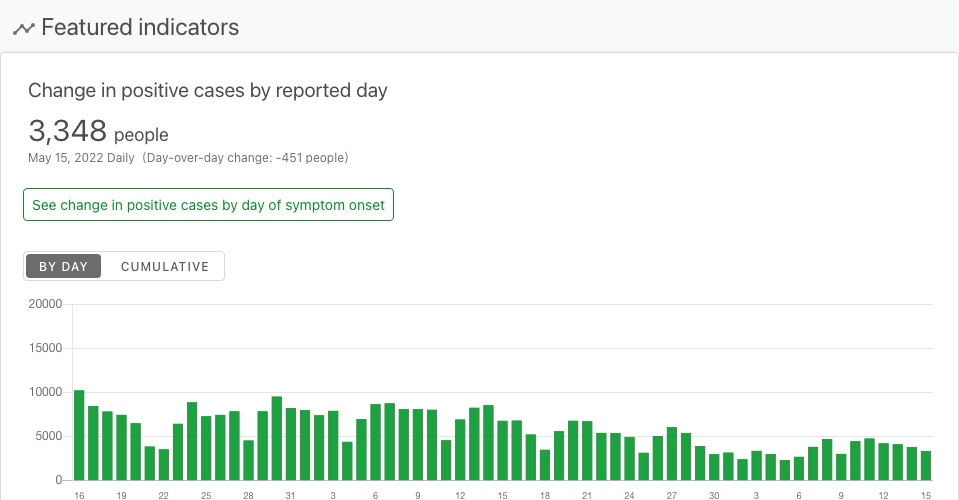 Featured indicators
Change in positive cases by reported day
3,348 people
May 15, 2022 Daily (Day-over-day change: -451 people)
See change in positive cases by day of symptom onset
BY DAY CUMULATIVE
20000
15000
10000
5000
0
16 19 22 25 28 31 3 6 9 12 15 18 21 24 27 30 3 6 9 12 15